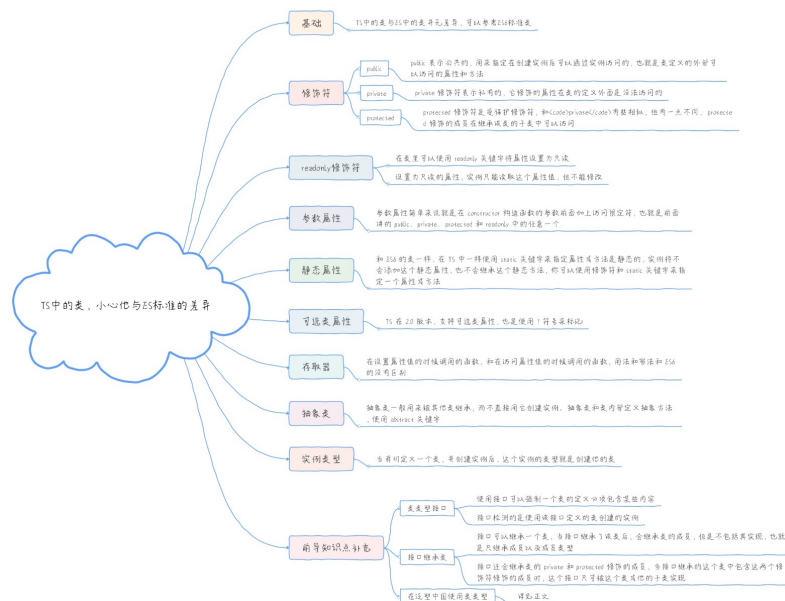 TS中的类，小心他与ES标准的差异
基础
TS中的类与ES中的类并无差异，可以参考ES6标准类
修饰符
public
public 表示公共的，用来指定在创建实例后可以通过实例访问的，也就是类定义的外部可
以访问的属性和方法
private
private 修饰符表示私有的，它修饰的属性在类的定义外面是没法访问的
protected
protected 修饰符是受保护修饰符，和<code>private</code>有些相似，但有一点不同，protecte
d 修饰的成员在继承该类的子类中可以访问
readonly修饰符
在类里可以使用 readonly 关键字将属性设置为只读
设置为只读的属性，实例只能读取这个属性值，但不能修改
参数属性
参数属性简单来说就是在 constructor 构造函数的参数前面加上访问限定符，也就是前面
讲的 public、private、protected 和 readonly 中的任意一个
静态属性
和 ES6 的类一样，在 TS 中一样使用 static 关键字来指定属性或方法是静态的，实例将不
会添加这个静态属性，也不会继承这个静态方法，你可以使用修饰符和 static 关键字来指
定一个属性或方法
可选类属性
TS 在 2.0 版本，支持可选类属性，也是使用 ? 符号来标记
存取器
在设置属性值的时候调用的函数，和在访问属性值的时候调用的函数，用法和写法和 ES6
的没有区别
抽象类
抽象类一般用来被其他类继承，而不直接用它创建实例。抽象类和类内部定义抽象方法
，使用 abstract 关键字
实例类型
当我们定义一个类，并创建实例后，这个实例的类型就是创建他的类
前导知识点补充
类类型接口
使用接口可以强制一个类的定义必须包含某些内容
接口检测的是使用该接口定义的类创建的实例
接口继承类
接口可以继承一个类，当接口继承了该类后，会继承类的成员，但是不包括其实现，也就
是只继承成员以及成员类型
接口还会继承类的 private 和 protected 修饰的成员，当接口继承的这个类中包含这两个修
饰符修饰的成员时，这个接口只可被这个类或他的子类实现
在泛型中国使用类类型
详见正文